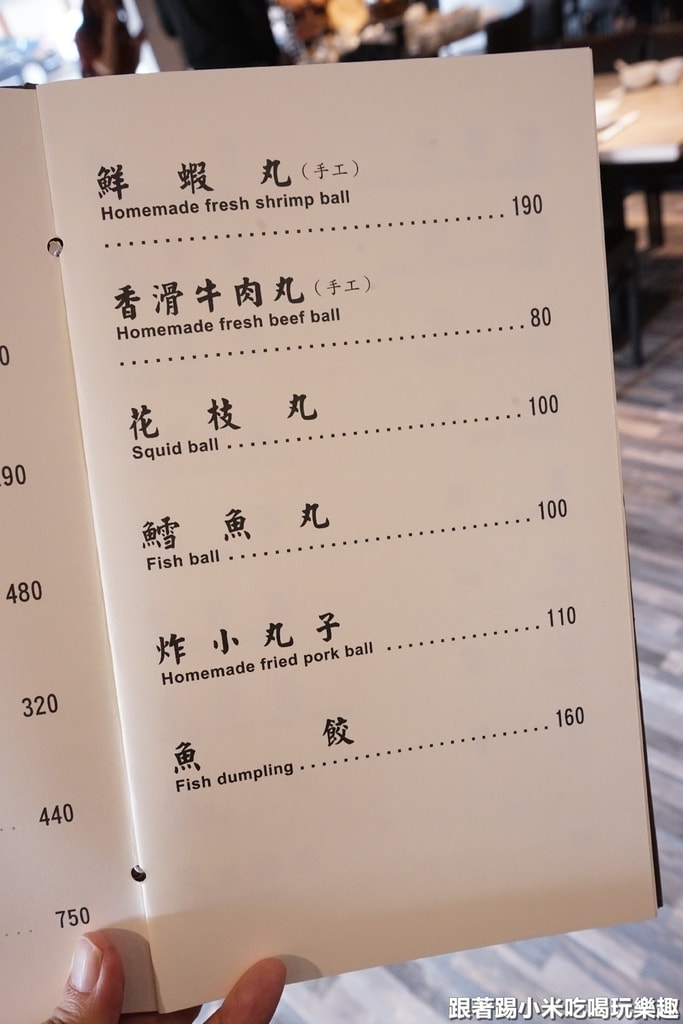 鮮蝦丸(手工)
Homemade fresh shrimp ball
190
香滑牛肉丸(手工)
Homemade fresh beef ball
80
花枝丸
Squid ball 100
鱈魚丸
Fish ball 100
炸小丸子
Homemade fried pork ball 110
魚餃
Fish dumpling 160
480
320
440
750
跟著踢小米吃喝玩樂趣